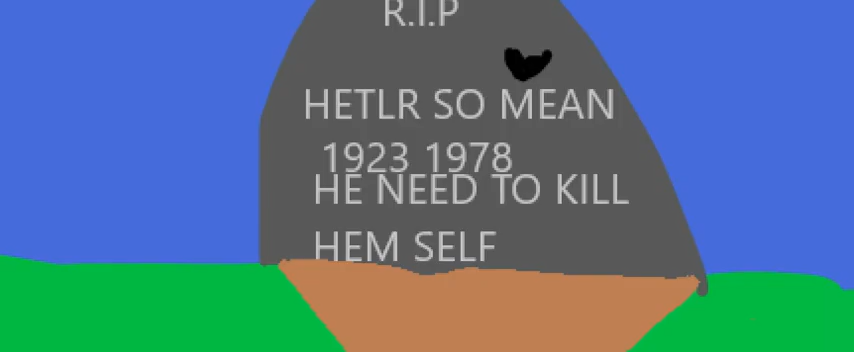 R.I.P
HETLR SO MEAN
1923 1978
HE NEED TO KILL
HEM SELF